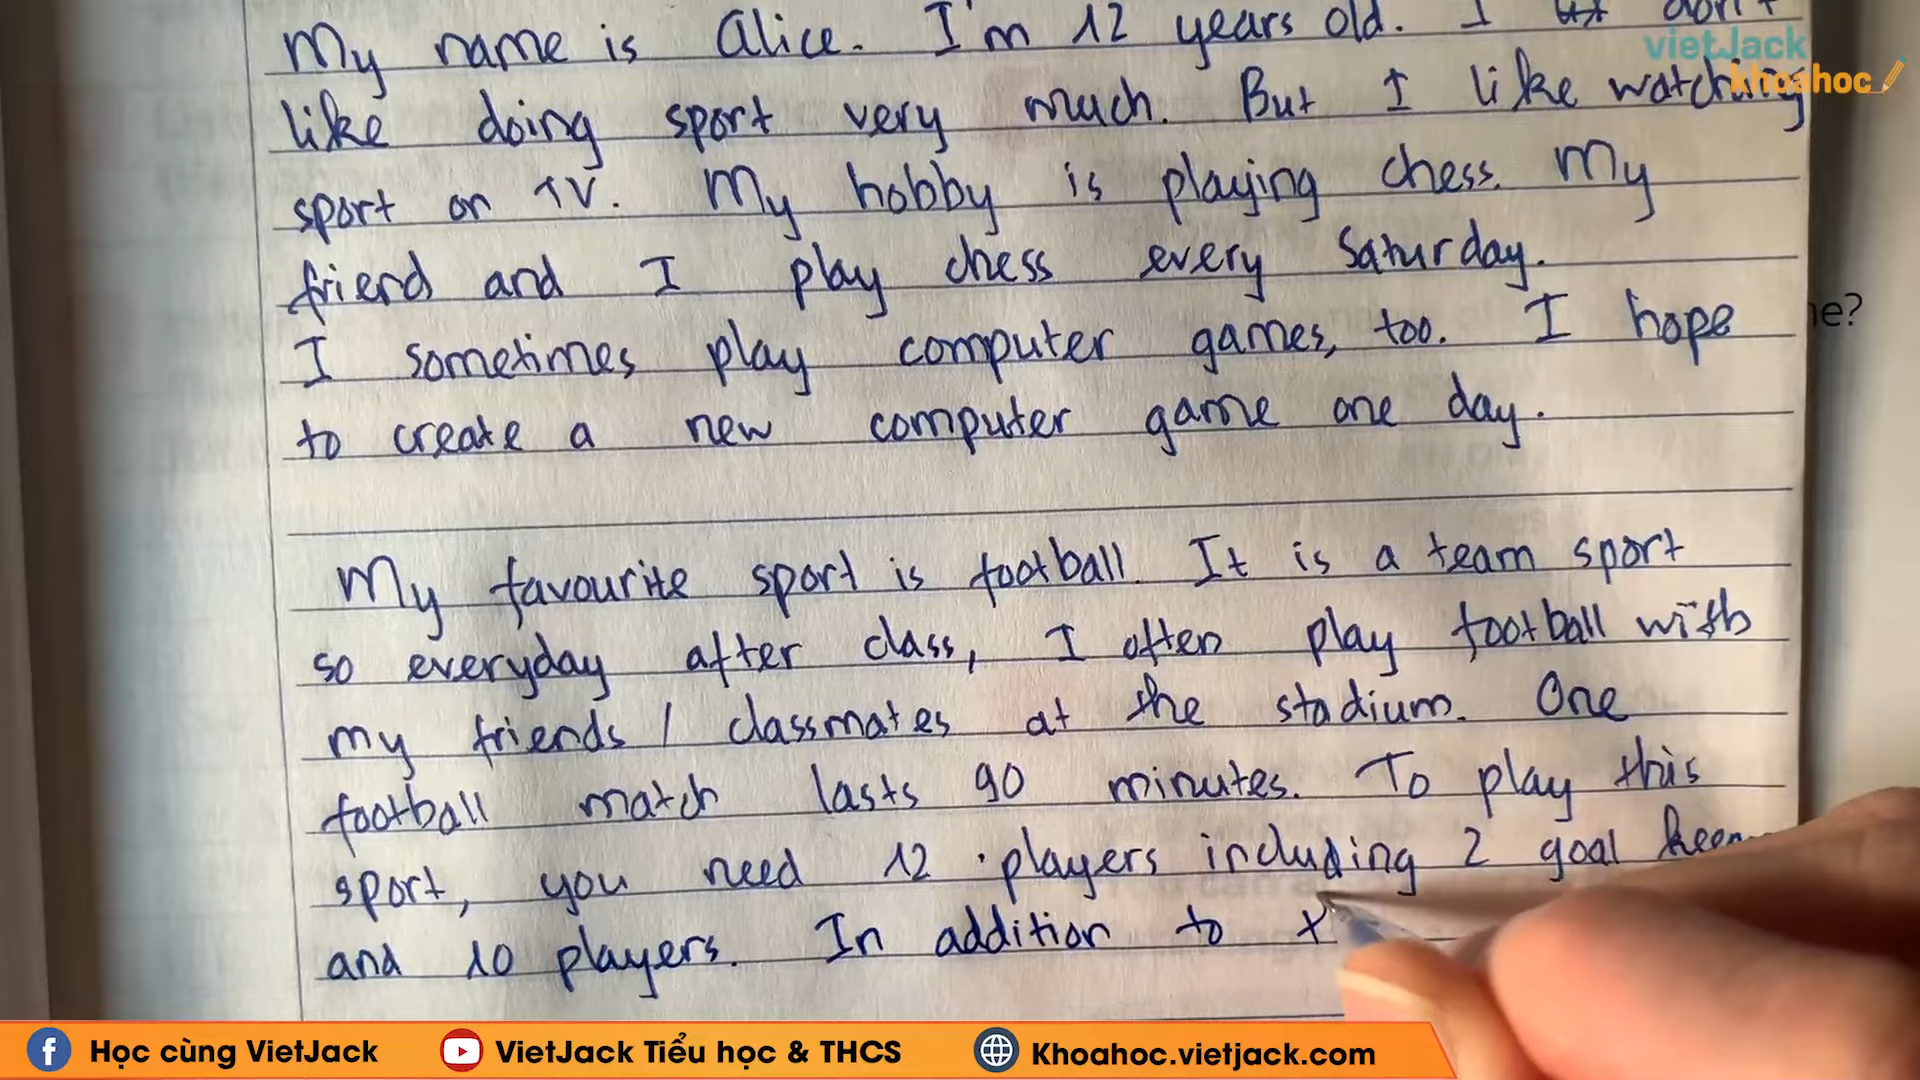 My name is Alice. I'm 12 years old. I don't
like doing sport very much. But I like watching
sport on TV. My hobby is playing chess. My
friend and I play chess every Saturday.
I sometimes play computer games, too. I hope
to create a new computer game one day.
My favourite sport is football. It is a team sport
so everyday after class, I often play football with
my friends / classmates at the stadium. One
football match lasts 90 minutes. To play this
sport, you need 12 players including 2 goal
and 10 players. In addition to
vietJack
khoahoc
Học cùng VietJack
VietJack Tiểu học & THCS
Khoahoc.vietjack.com